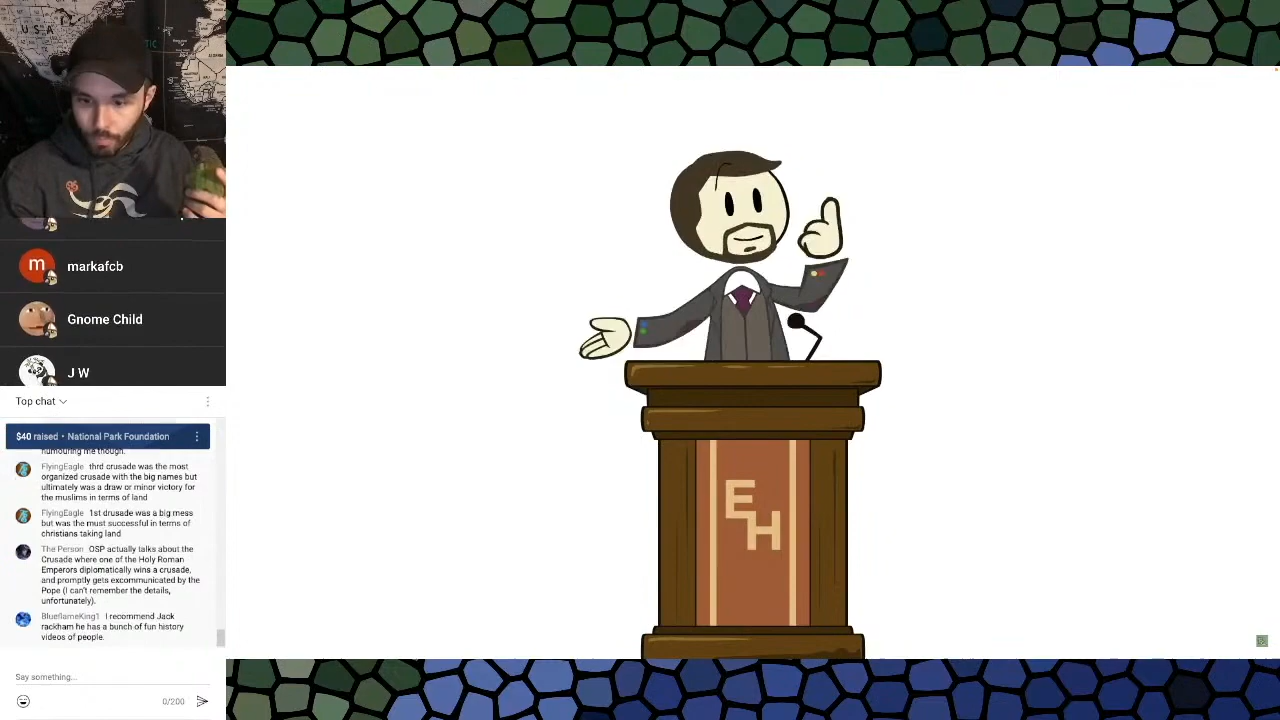 USA
TIC
markafcb
Gnome Child
J W
Top chat
$40 raised • National Park Foundation
humouring me though.
FlyingEagle thrd crusade was the most
organized crusade with the big names but
ultimately was a draw or minor victory for
the muslims in terms of land
FlyingEagle 1st drusade was a big mess
but was the must successful in terms of
christians taking land
The Person OSP actually talks about the
Crusade where one of the Holy Roman
Emperors diplomatically wins a crusade,
and promptly gets excommunicated by the
Pope (I can't remember the details,
unfortunately).
BlueflameKing1 I recommend Jack
rackham he has a bunch of fun history
videos of people.
Say something...
0/200
m
EH